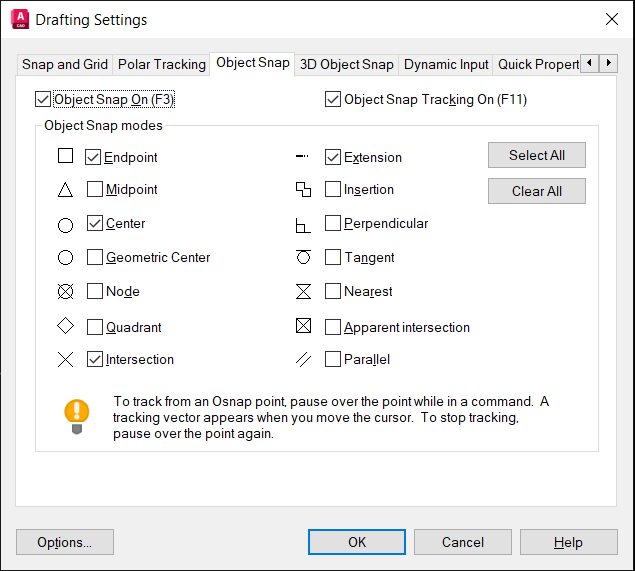 A
CAD
Drafting Settings
Snap and Grid
Polar Tracking
Object Snap
3D Object Snap
Dynamic Input
Quick Propert
Object Snap On (F3)
Object Snap Tracking On (F11)
Object Snap modes
Endpoint
Extension
Select All
Midpoint
Insertion
Clear All
Center
Perpendicular
Geometric Center
Tangent
Node
Nearest
Quadrant
Apparent intersection
Intersection
Parallel
To track from an Osnap point, pause over the point while in a command. A
tracking vector appears when you move the cursor. To stop tracking,
pause over the point again.
Options...
OK
Cancel
Help